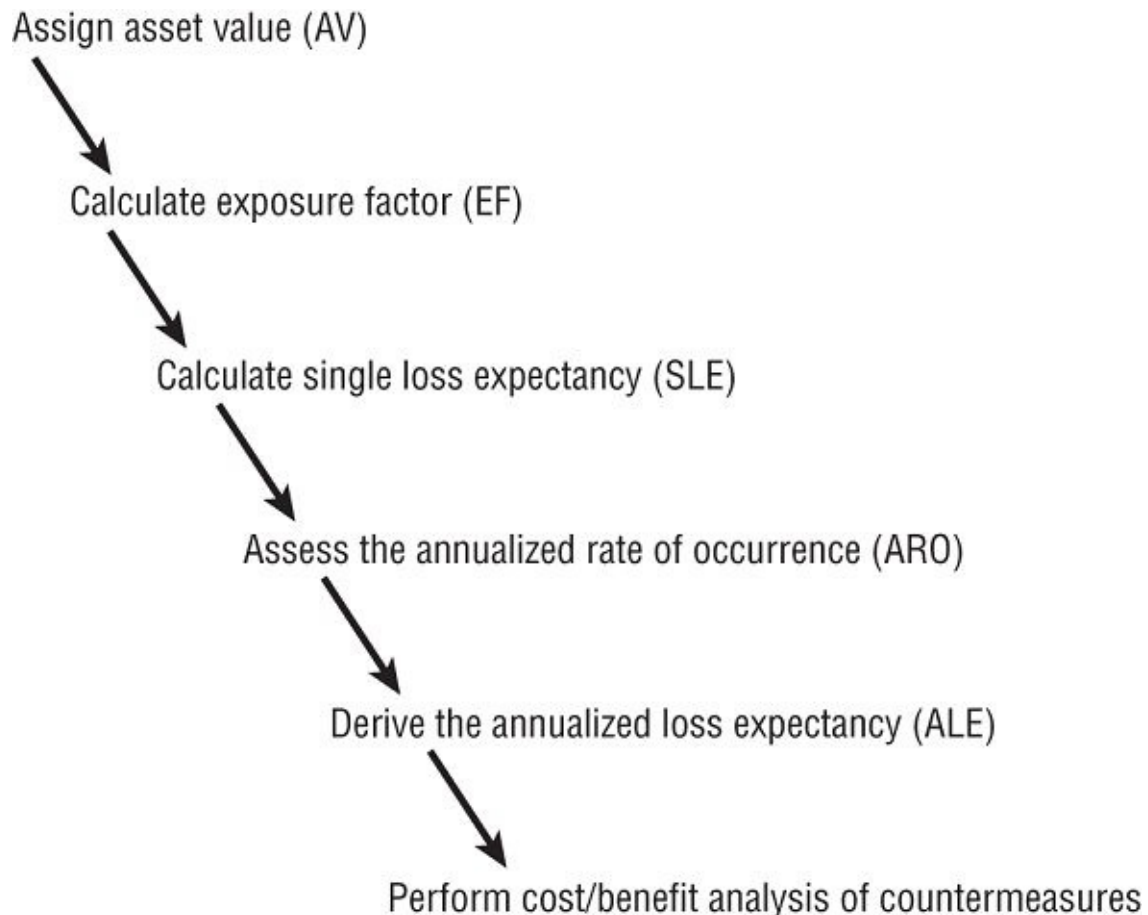 Assign asset value (AV)
Calculate exposure factor (EF)
Calculate single loss expectancy (SLE)
Assess the annualized rate of occurrence (ARO)
Derive the annualized loss expectancy (ALE)
Perform cost/benefit analysis of countermeasures